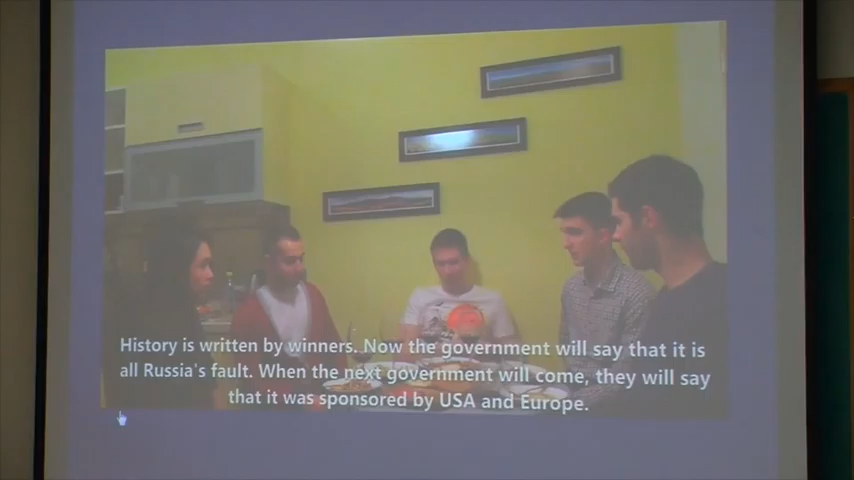 History is written by winners. Now the government will say that it is
all Russia's fault. When the next government will come, they will say
that it was sponsored by USA and Europe.